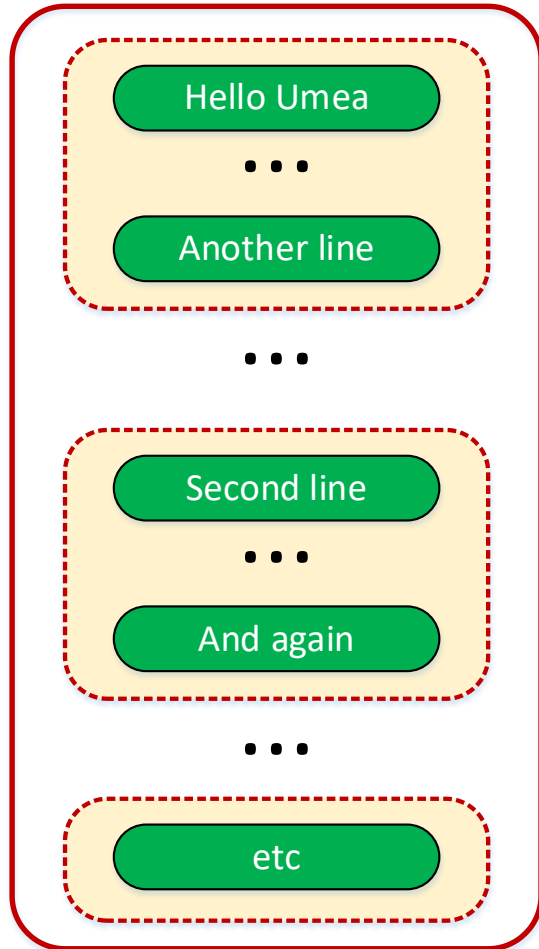 Hello Umea
...
Another line
...
Second line
...
And again
...
etc